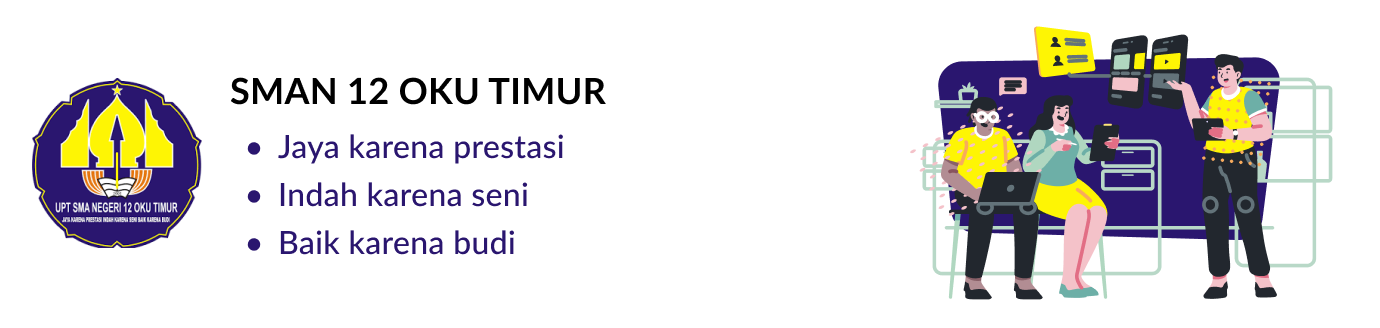 SMAN 12 OKU TIMUR
• Jaya karena prestasi
• Indah karena seni
• Baik karena budi
UPT SMA NEGERI 12 OKU TIMUR
JAYA KARENA PRESTASI INDAH KARENA SENI BAIK KARENA BUDI